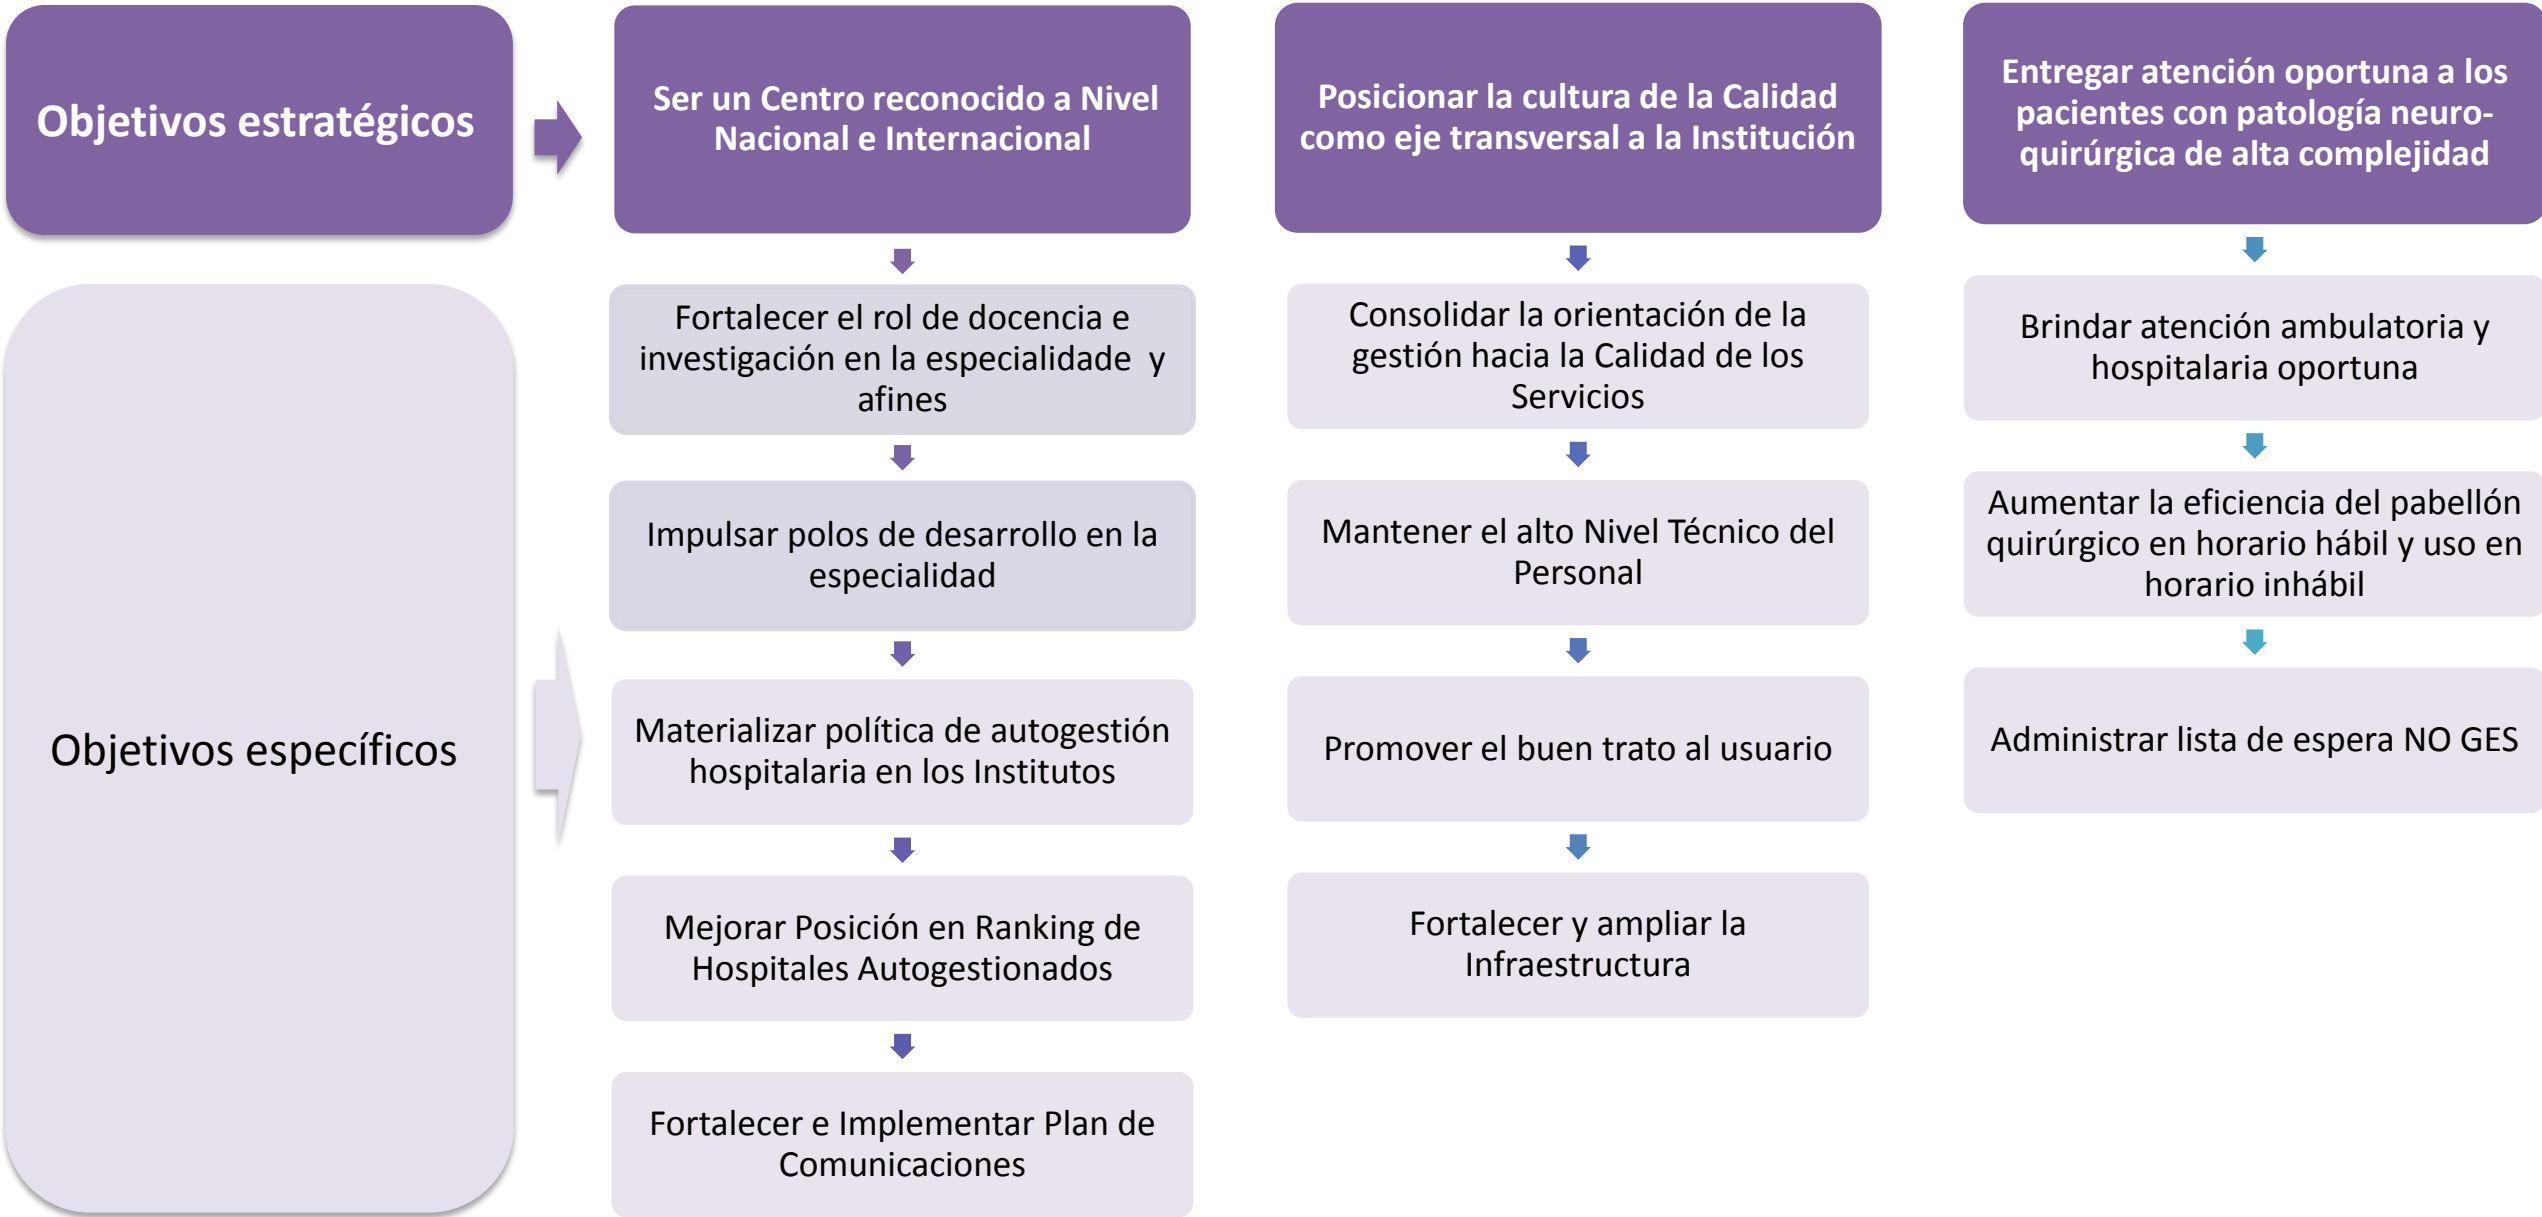 Objetivos estratégicos
Ser un Centro reconocido a Nivel
Nacional e Internacional
Posicionar la cultura de la Calidad
como eje transversal a la Institución
Entregar atención oportuna a los
pacientes con patología neuro-
quirúrgica de alta complejidad
Objetivos específicos
Fortalecer el rol de docencia e
investigación en la especialidade y
afines
Impulsar polos de desarrollo en la
especialidad
Materializar política de autogestión
hospitalaria en los Institutos
Mejorar Posición en Ranking de
Hospitales Autogestionados
Fortalecer e Implementar Plan de
Comunicaciones
Consolidar la orientación de la
gestión hacia la Calidad de los
Servicios
Mantener el alto Nivel Técnico del
Personal
Promover el buen trato al usuario
Fortalecer y ampliar la
Infraestructura
Brindar atención ambulatoria y
hospitalaria oportuna
Aumentar la eficiencia del pabellón
quirúrgico en horario hábil y uso en
horario inhábil
Administrar lista de espera NO GES